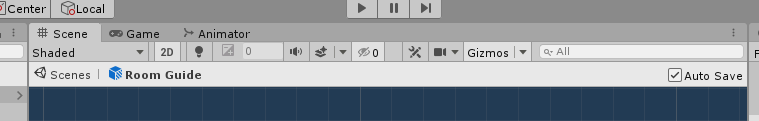 Center Local
Scene Game Animator
Shaded 2D 0 0 Gizmos All
Scenes Room Guide Auto Save